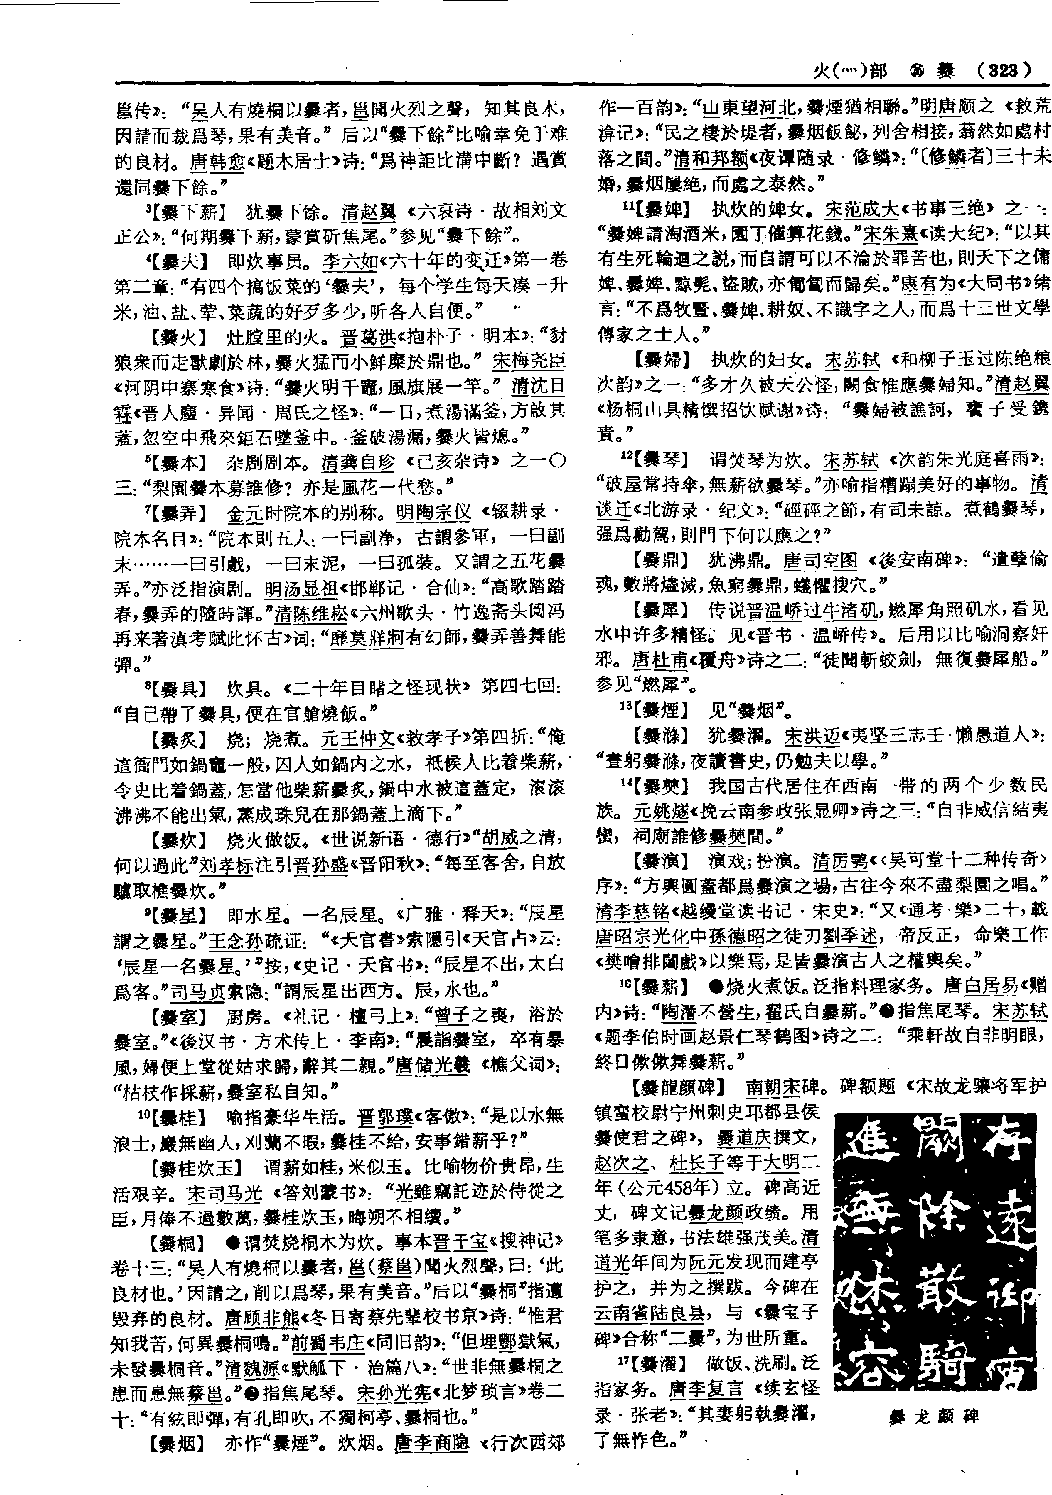 火(灬)部 ㉖ 爨 (323)
邕传》：“吴人有燒桐以爨者，邕聞火烈之聲，知其良木，
因請而裁爲琴，果有美音。”后以“爨下餘”比喻幸免于难
的良材。唐韩愈《题木居士》诗：“爲神詎比溝中斷？遇賞
還同爨下餘。”
³【爨下薪】 犹爨下馀。清赵翼《六哀诗·故相刘文
正公》：“何期爨下薪，蒙賞斫焦尾。”参见“爨下餘”。
⁴【爨夫】 即炊事员。李六如《六十年的变迁》第一卷
第二章：“有四个搞饭菜的‘爨夫’，每个学生每天凑一升
米，油、盐、荤、菜蔬的好歹多少，听各人自便。”
【爨火】 灶膛里的火。晋葛洪《抱朴子·明本》：“豺
狼衆而走獸劇於林，爨火猛而小鮮糜於鼎也。”宋梅尧臣
《河阴中寒寒食》诗：“爨火明千竈，風旗展一竿。”清沈日
霖《晋人麈·异闻·周氏之怪》：“一日，煮湯滿釜，方啟其
蓋，忽空中飛來鉅石墜釜中。釜破湯漏，爨火皆熄。”
⁵【爨本】 杂剧剧本。清龚自珍《己亥杂诗》之一〇
三：“梨園爨本募誰修？亦是風花一代愁。”
⁷【爨弄】 金元时院本的别称。明陶宗仪《辍耕录·
院本名目》：“院本則五人：一曰副净，古謂參軍，一曰副
末……一曰引戲，一曰末泥，一曰孤装。又謂之五花爨
弄。”亦泛指演剧。明汤显祖《邯郸记·合仙》：“高歌踏踏
春，爨弄的隨時諢。”清陈维崧《六州歌头·竹逸斋头阅冯
再来著滇考赋此怀古》词：“靡莫牂牁有幻師，爨弄善舞能
彈。”
⁸【爨具】 炊具。《二十年目睹之怪现状》第四七回：
“自己帶了爨具，便在官艙燒飯。”
【爨炙】 烧；烧煮。元王仲文《救孝子》第四折：“俺
這衙門如鍋竈一般，囚人如鍋内之水，祗候人比着柴薪，
令史比着鍋蓋，怎當他柴薪爨炙，鍋中水被這蓋定，滚滚
沸沸不能出氣，蒸成珠兒在那鍋蓋上滴下。”
【爨炊】 烧火做饭。《世说新语·德行》“胡威之清，
何以過此”刘孝标注引晋孙盛《晋阳秋》：“每至客舍，自放
驢取樵爨炊。”
⁹【爨星】 即水星。一名辰星。《广雅·释天》：“辰星
謂之爨星。”王念孙疏证：“《天官書》索隱引《天官占》云：
‘辰星一名爨星。’”按，《史记·天官书》：“辰星不出，太白
爲客。”司马贞索隐：“謂辰星出西方。辰，水也。”
【爨室】 厨房。《礼记·檀弓上》：“曾子之喪，浴於
爨室。”《後汉书·方术传上·李南》：“晨詣爨室，卒有暴
風，婦便上堂從姑求歸，辭其二親。”唐储光羲《樵父词》：
“枯枝作採薪，爨室私自知。”
¹⁰【爨桂】 喻指豪华生活。晋郭璞《客傲》：“是以水無
浪士，巖無幽人，刈蘭不暇，爨桂不給，安事錯薪乎？”
【爨桂炊玉】 谓薪如桂，米似玉。比喻物价贵昂，生
活艰辛。宋司马光《答刘蒙书》：“光雖竊託迹於侍從之
臣，月俸不過數萬，爨桂炊玉，晦朔不相續。”
【爨桐】 ❶谓焚烧桐木为炊。事本晋干宝《搜神记》
卷十三：“吴人有燒桐以爨者，邕(蔡邕)聞火烈聲，曰：‘此
良材也。’因請之，削以爲琴，果有美音。”后以“爨桐”指遭
毁弃的良材。唐顾非熊《冬日寄蔡先辈校书京》诗：“惟君
知我苦，何異爨桐鳴。”前蜀韦庄《同旧韵》：“但埋酆獄氣，
未發爨桐音。”清魏源《默觚下·治篇八》：“世非無爨桐之
患而患無蔡邕。”❷指焦尾琴。宋孙光宪《北梦琐言》卷二
十：“有絃即彈，有孔即吹，不獨柯亭、爨桐也。”
【爨烟】 亦作“爨煙”。炊烟。唐李商隐《行次西郊
作一百韵》：“山東望河北，爨煙猶相聯。”明唐顺之《救荒
渰记》：“民之棲於堤者，爨烟飯飶，列舍相接，蓊然如處村
落之間。”清和邦额《夜谭随录·修鳞》：“〔修鳞者〕三十未
婚，爨烟屢绝，而處之泰然。”
¹¹【爨婢】 执炊的婢女。宋范成大《书事三绝》之一：
“爨婢請淘酒米，園丁催算花錢。”宋朱熹《读大纪》：“以其
有生死輪迴之説，而自謂可以不淪於罪苦也，則天下之傭
婢、爨婢、黥髡、盜賊，亦匍匐而歸矣。”康有为《大同书》绪
言：“不爲牧豎、爨婢、耕奴、不識字之人，而爲十三世文學
傳家之士人。”
【爨婦】 执炊的妇女。宋苏轼《和柳子玉过陈绝粮
次韵》之一：“多才久被天公怪，闕食惟應爨婦知。”清赵翼
《杨桐山具精馔招饮赋谢》诗：“爨婦被譙訶，臠子受鐫
責。”
¹²【爨琴】 谓焚琴为炊。宋苏轼《次韵朱光庭喜雨》：
“破屋常持傘，無薪欲爨琴。”亦喻指糟蹋美好的事物。清
谈迁《北游录·纪文》：“硜硜之節，有司未諒。煮鶴爨琴，
强爲勸駕，則門下何以應之？”
【爨鼎】 犹沸鼎。唐司空图《後安南碑》：“遺孽偷
魂，數將熸滅，魚窮爨鼎，蟻懼搜穴。”
【爨犀】 传说晋温峤过牛渚矶，燃犀角照矶水，看见
水中许多精怪。见《晋书·温峤传》。后用以比喻洞察奸
邪。唐杜甫《覆舟》诗之二：“徒聞斬蛟劍，無復爨犀船。”
参见“燃犀”。
¹³【爨煙】 见“爨烟”。
【爨滌】 犹爨濯。宋洪迈《夷坚三志壬·懒愚道人》：
“晝躬爨滌，夜讀書史，仍勉夫以學。”
¹⁴【爨僰】 我国古代居住在西南一带的两个少数民
族。元姚燧《挽云南参政张显卿》诗之三：“自非威信結夷
蠻，祠廟誰修爨僰間。”
【爨演】 演戏；扮演。清厉鹗《〈吴可堂十二种传奇〉
序》：“方輿圓蓋都爲爨演之場，古往今來不盡梨園之唱。”
清李慈铭《越缦堂读书记·宋史》：“又《通考·樂》二十，載
唐昭宗光化中孫德昭之徒刃劉季述，帝反正，命樂工作
《樊噲排闥戲》以樂焉，是皆爨演古人之權輿矣。”
¹⁶【爨薪】 ❶烧火煮饭。泛指料理家务。唐白居易《赠
内》诗：“陶潛不營生，翟氏自爨薪。”❷指焦尾琴。宋苏轼
《题李伯时画赵景仁琴鹤图》诗之二：“乘軒故自非明眼，
終日傲傲舞爨薪。”
【爨龍顏碑】 南朝宋碑。碑额题《宋故龙骧将军护
镇蛮校尉宁州刺史邛都县侯
爨使君之碑》，爨道庆撰文，
赵次之、杜长子等于大明二
年(公元458年)立。碑高近
丈，碑文记爨龙颜政绩。用
笔多隶意，书法雄强茂美。清
道光年间为阮元发现而建亭
护之，并为之撰跋。今碑在
云南省陆良县，与《爨宝子
碑》合称“二爨”，为世所重。
¹⁷【爨濯】 做饭、洗刷。泛
指家务。唐李复言《续玄怪
录·张老》：“其妻躬執爨濯，
了無怍色。”
存遠御
闢除散騎
進無休容
爨龙颜碑